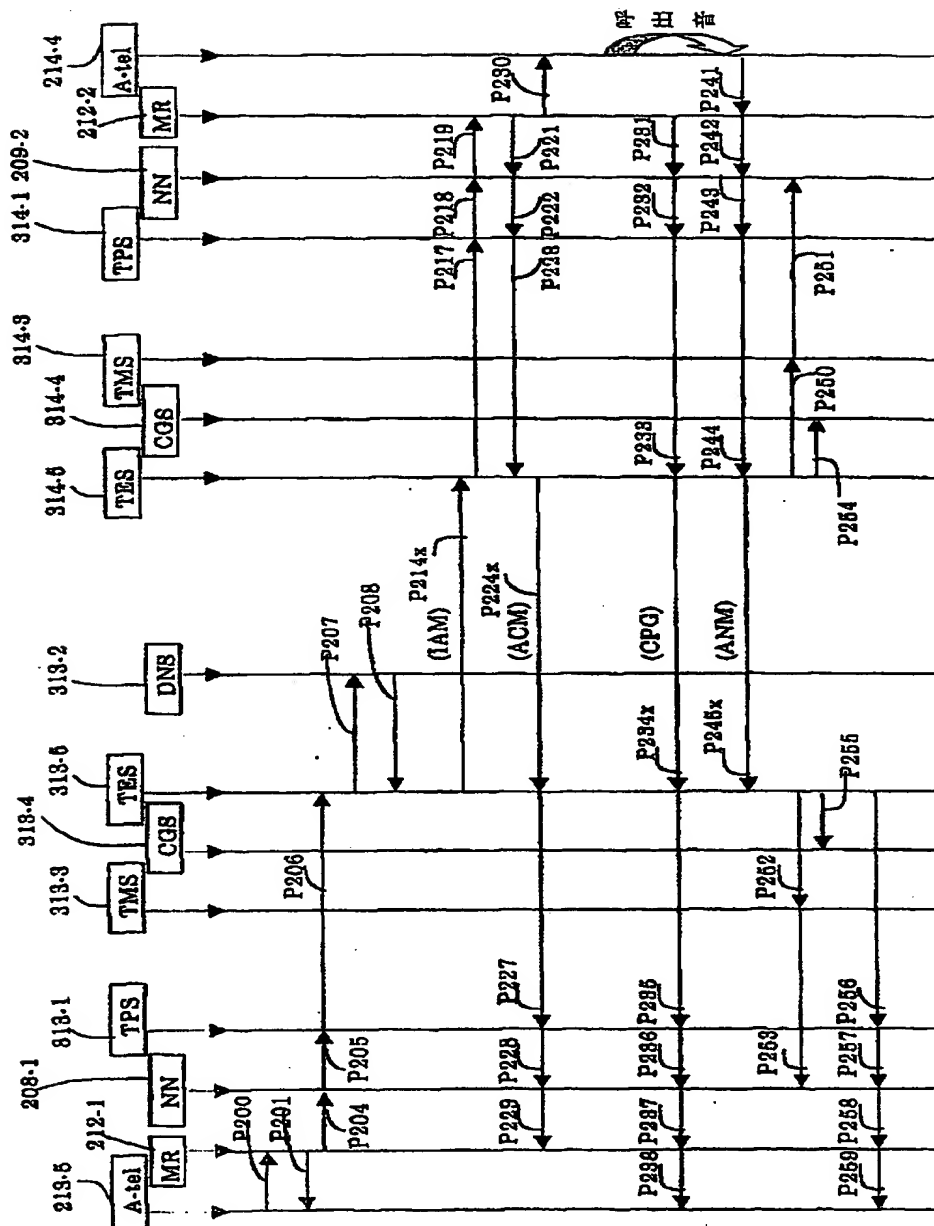 213·5
A-tel
212-1
MR
208·1
NN
313·1
TPS
313·3
TMS
313·4
CGS
313·5
TES
313·2
DNS
314·5
TES
314·4
CGS
314·3
TMS
314·1
TPS
209·2
NN
212·2
MR
214·4
A-tel
P200
P201
P204
P205
P206
P207
P208
P214x
(IAM)
P217
P218
P219
P221
P222
P223
P224x
(ACM)
P227
P228
P229
P230
呼出音
P231
P232
P233
(CPG)
P234x
P235
P236
P237
P238
P241
P242
P243
P244
(ANM)
P245x
P250
P251
P254
P252
P253
P255
P256
P257
P258
P259